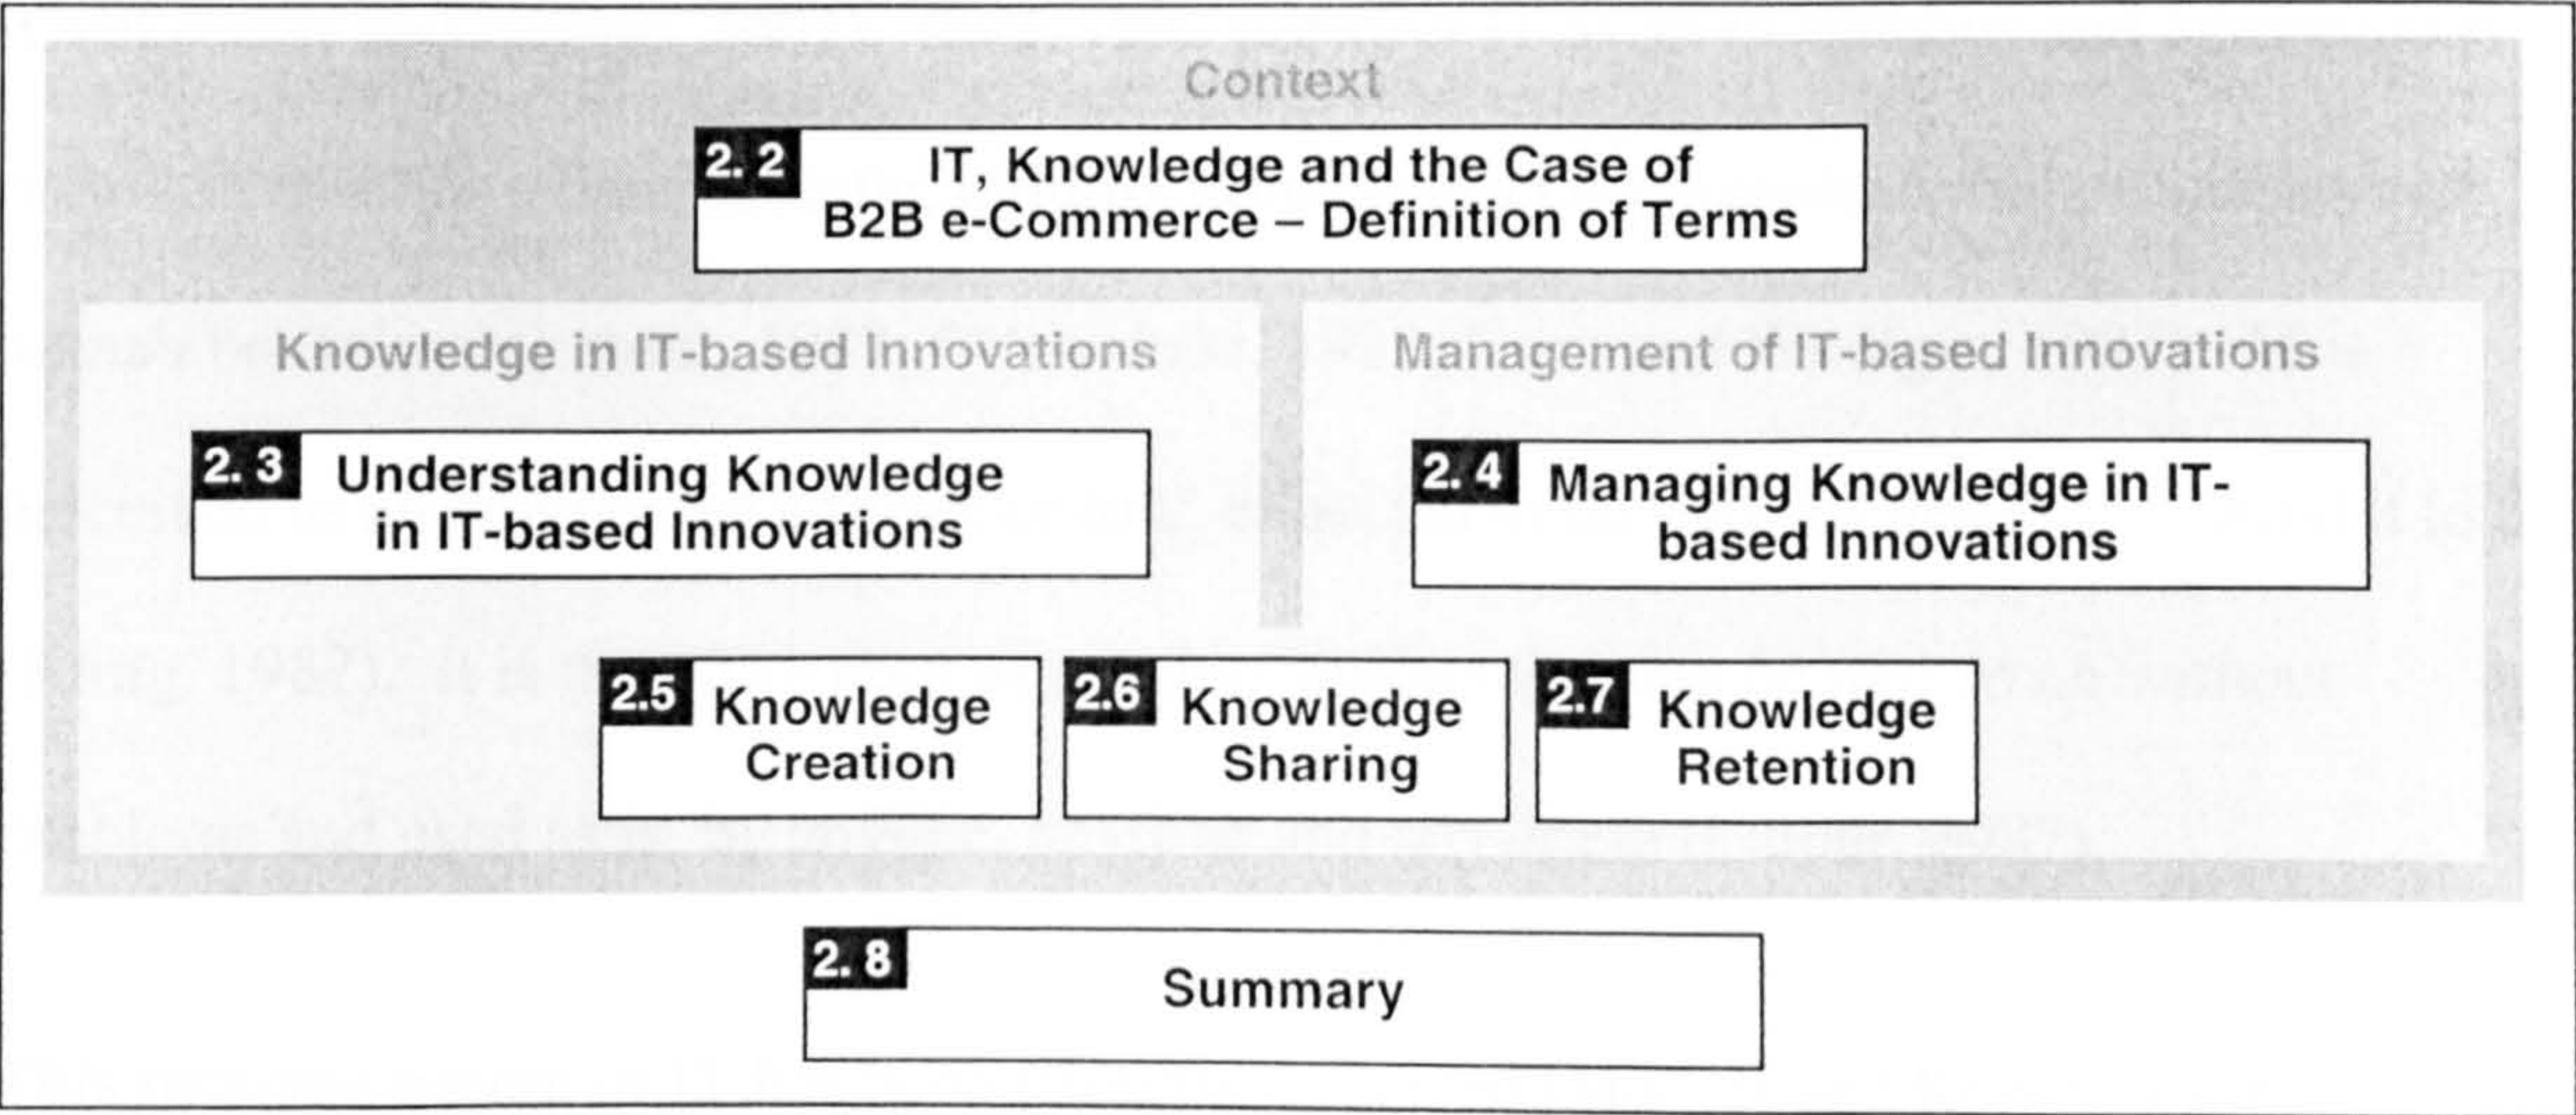 Context
2. 2 IT, Knowledge and the Case of
B2B e-Commerce – Definition of Terms
Knowledge in IT-based Innovations
Management of IT-based Innovations
2. 3 Understanding Knowledge
in IT-based Innovations
2. 4 Managing Knowledge in IT-
based Innovations
2.5 Knowledge
Creation
2.6 Knowledge
Sharing
2.7 Knowledge
Retention
2. 8 Summary